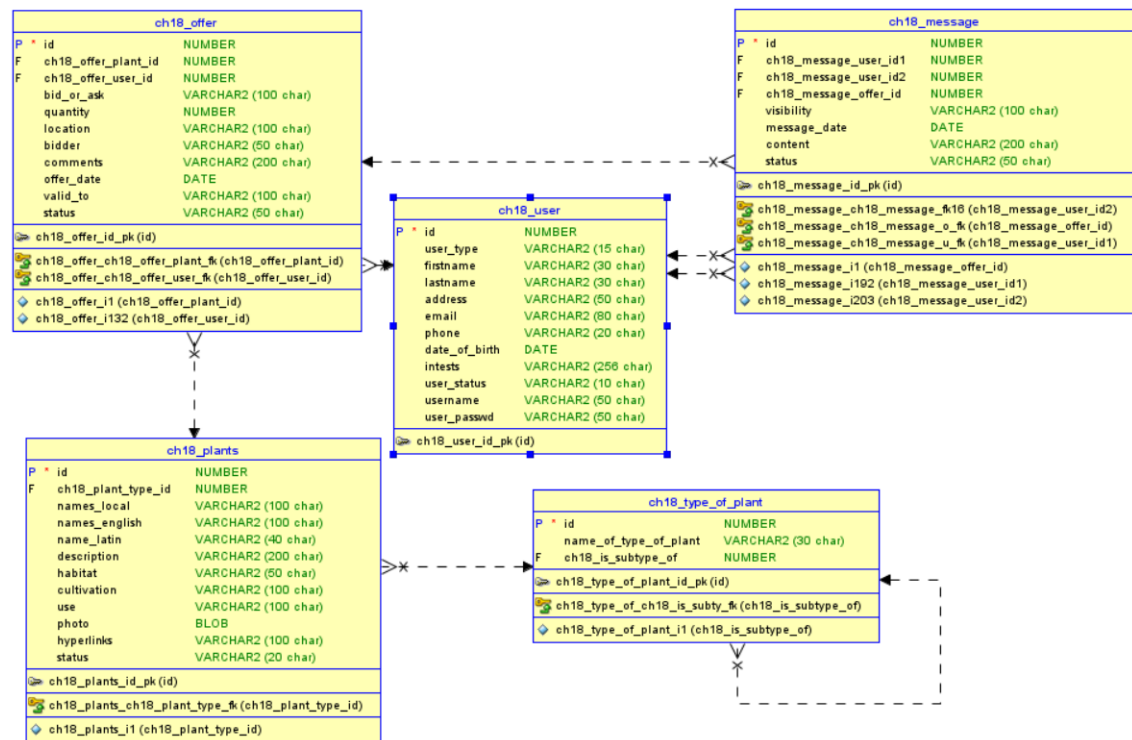 ch18_offer
P * id NUMBER
F ch18_offer_plant_id NUMBER
F ch18_offer_user_id NUMBER
bid_or_ask VARCHAR2 (100 char)
quantity NUMBER
location VARCHAR2 (100 char)
bidder VARCHAR2 (50 char)
comments VARCHAR2 (200 char)
offer_date DATE
valid_to VARCHAR2 (100 char)
status VARCHAR2 (50 char)
ch18_offer_id_pk (id)
ch18_offer_ch18_offer_plant_fk (ch18_offer_plant_id)
ch18_offer_ch18_offer_user_fk (ch18_offer_user_id)
ch18_offer_i1 (ch18_offer_plant_id)
ch18_offer_i132 (ch18_offer_user_id)
ch18_message
P * id NUMBER
F ch18_message_user_id1 NUMBER
F ch18_message_user_id2 NUMBER
F ch18_message_offer_id NUMBER
visibility VARCHAR2 (100 char)
message_date DATE
content VARCHAR2 (200 char)
status VARCHAR2 (50 char)
ch18_message_id_pk (id)
ch18_message_ch18_message_fk16 (ch18_message_user_id2)
ch18_message_ch18_message_o_fk (ch18_message_offer_id)
ch18_message_ch18_message_u_fk (ch18_message_user_id1)
ch18_message_i1 (ch18_message_offer_id)
ch18_message_i192 (ch18_message_user_id1)
ch18_message_i203 (ch18_message_user_id2)
ch18_user
P * id NUMBER
user_type VARCHAR2 (15 char)
firstname VARCHAR2 (30 char)
lastname VARCHAR2 (30 char)
address VARCHAR2 (50 char)
email VARCHAR2 (80 char)
phone VARCHAR2 (20 char)
date_of_birth DATE
intests VARCHAR2 (256 char)
user_status VARCHAR2 (10 char)
username VARCHAR2 (50 char)
user_passwd VARCHAR2 (50 char)
ch18_user_id_pk (id)
ch18_plants
P * id NUMBER
F ch18_plant_type_id NUMBER
names_local VARCHAR2 (100 char)
names_english VARCHAR2 (100 char)
name_latin VARCHAR2 (40 char)
description VARCHAR2 (200 char)
habitat VARCHAR2 (50 char)
cultivation VARCHAR2 (100 char)
use VARCHAR2 (100 char)
photo BLOB
hyperlinks VARCHAR2 (100 char)
status VARCHAR2 (20 char)
ch18_plants_id_pk (id)
ch18_plants_ch18_plant_type_fk (ch18_plant_type_id)
ch18_plants_i1 (ch18_plant_type_id)
ch18_type_of_plant
P * id NUMBER
name_of_type_of_plant VARCHAR2 (30 char)
F ch18_is_subtype_of NUMBER
ch18_type_of_plant_id_pk (id)
ch18_type_of_ch18_is_subty_fk (ch18_is_subtype_of)
ch18_type_of_plant_i1 (ch18_is_subtype_of)